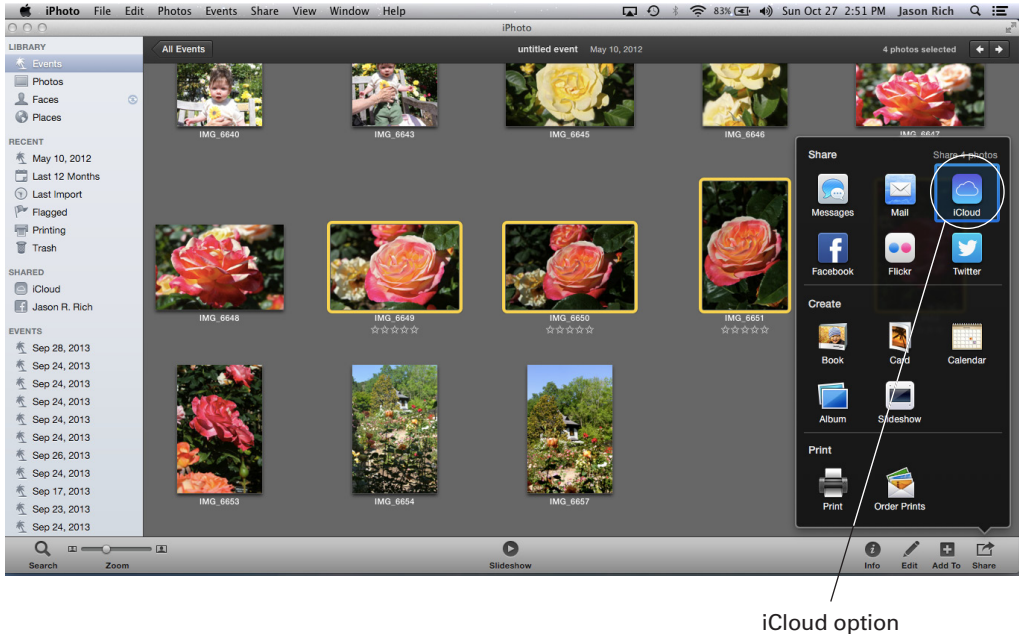 iPhoto File Edit Photos Events Share View Window Help 83% Sun Oct 27 2:51 PM Jason Rich
iPhoto
LIBRARY
Events
Photos
Faces
Places
RECENT
May 10, 2012
Last 12 Months
Last Import
Flagged
Printing
Trash
SHARED
iCloud
Jason R. Rich
EVENTS
Sep 28, 2013
Sep 24, 2013
Sep 24, 2013
Sep 24, 2013
Sep 24, 2013
Sep 24, 2013
Sep 26, 2013
Sep 24, 2013
Sep 17, 2013
Sep 23, 2013
Sep 24, 2013
All Events untitled event May 10, 2012 4 photos selected
IMG_6640 IMG_6643 IMG_6645 IMG_6646 IMG_6647
IMG_6648 IMG_6649 IMG_6650 IMG_6651
IMG_6653 IMG_6654 IMG_6657
Share Share 4 photos
Messages Mail iCloud
Facebook Flickr Twitter
Create
Book Card Calendar
Album Slideshow
Print
Print Order Prints
Search Zoom Slideshow Info Edit Add To Share
iCloud option